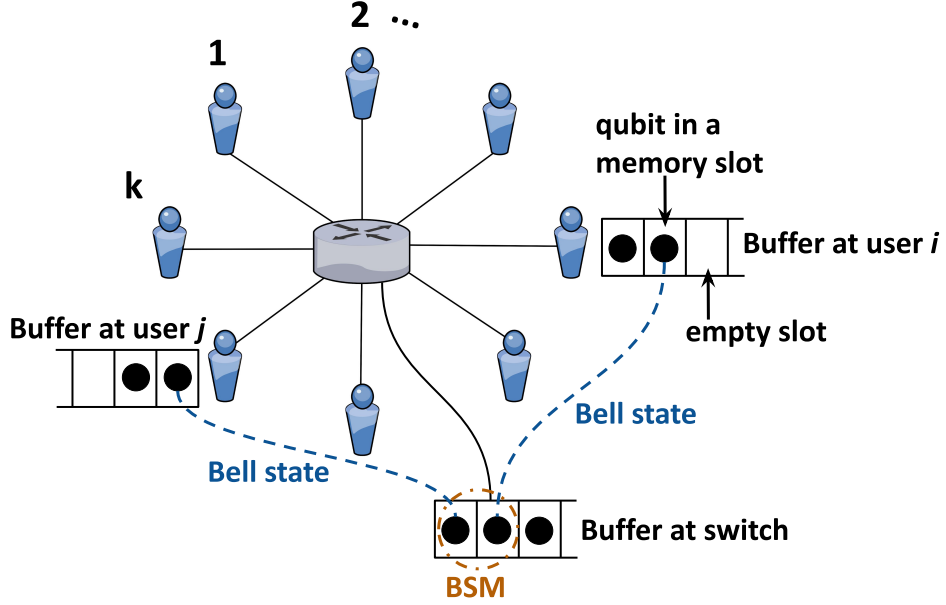 2 ...
1
qubit in a
memory slot
k
Buffer at user i
Buffer at user j
empty slot
Bell state
Bell state
Buffer at switch
BSM